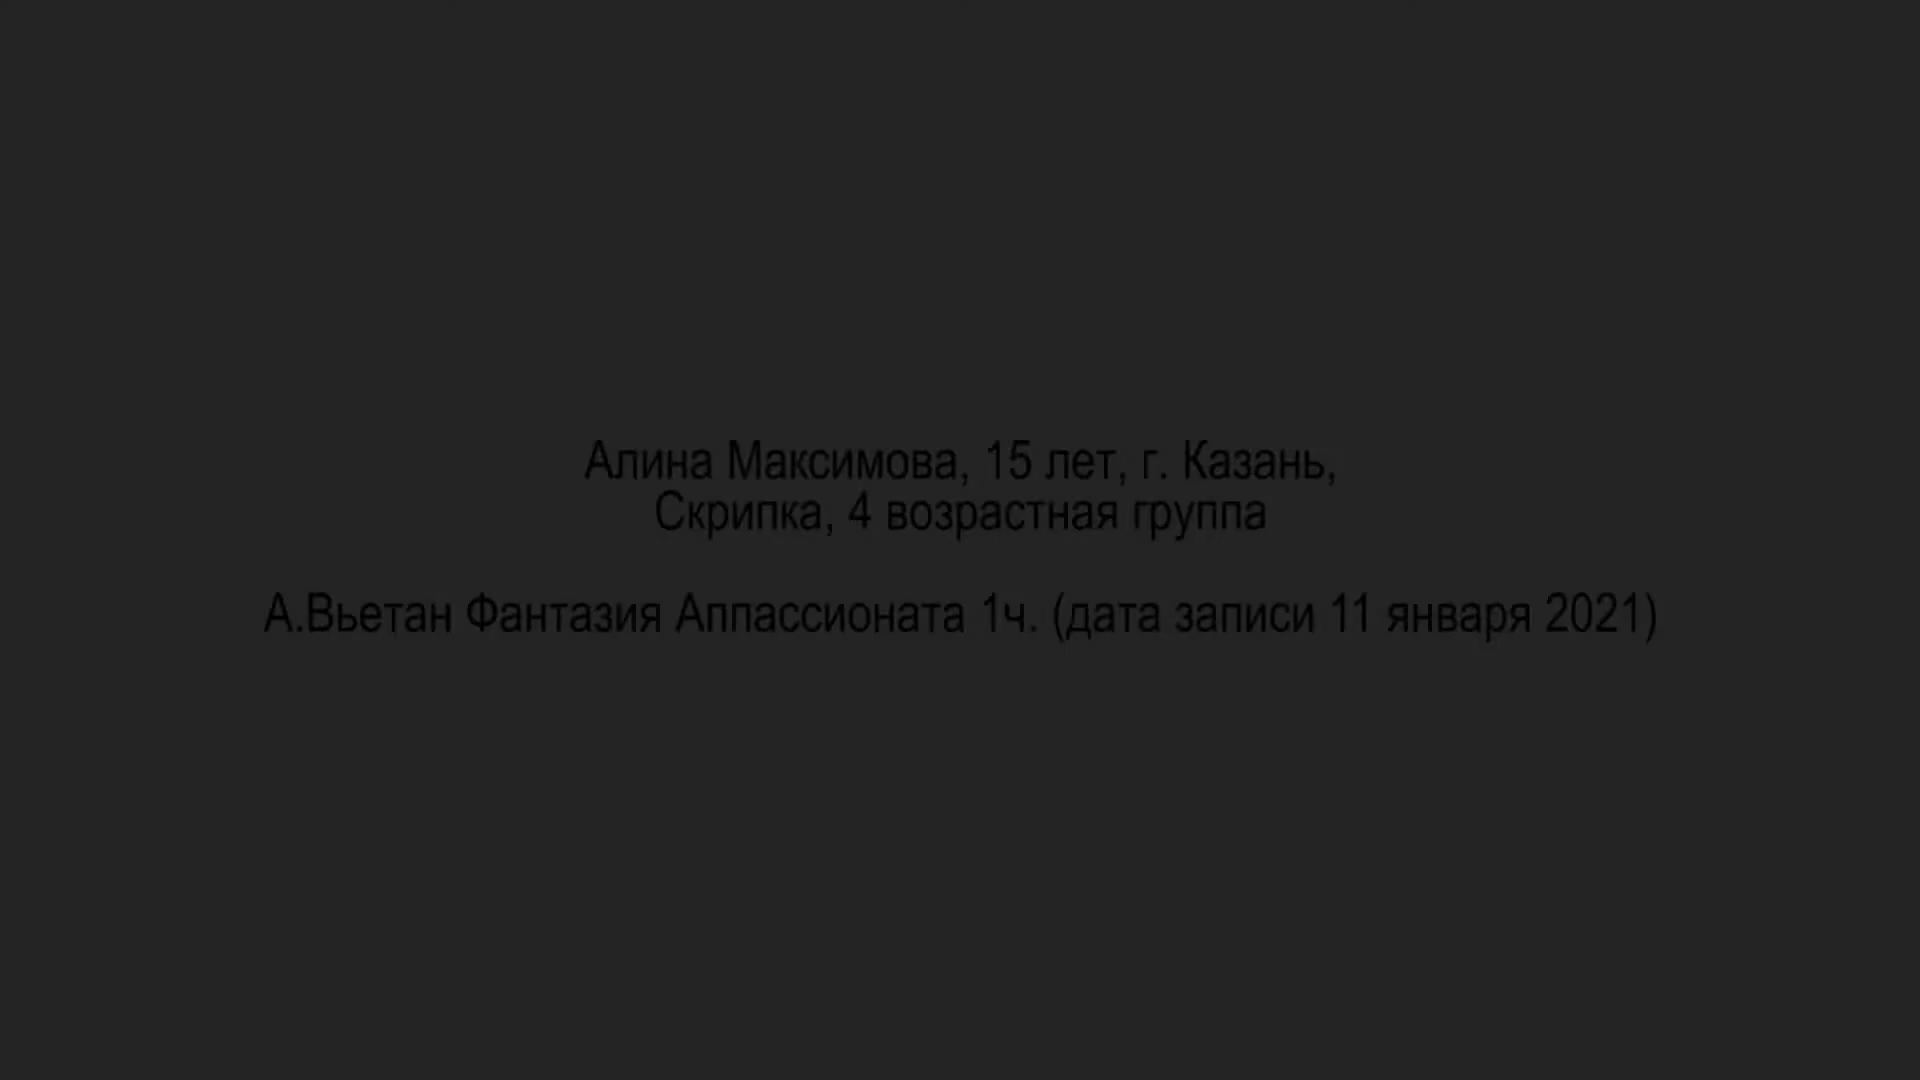 Алина Максимова, 15 лет, г. Казань,
Скрипка, 4 возрастная группа
А.Вьетан Фантазия Аппассионата 1ч. (дата записи 11 января 2021)